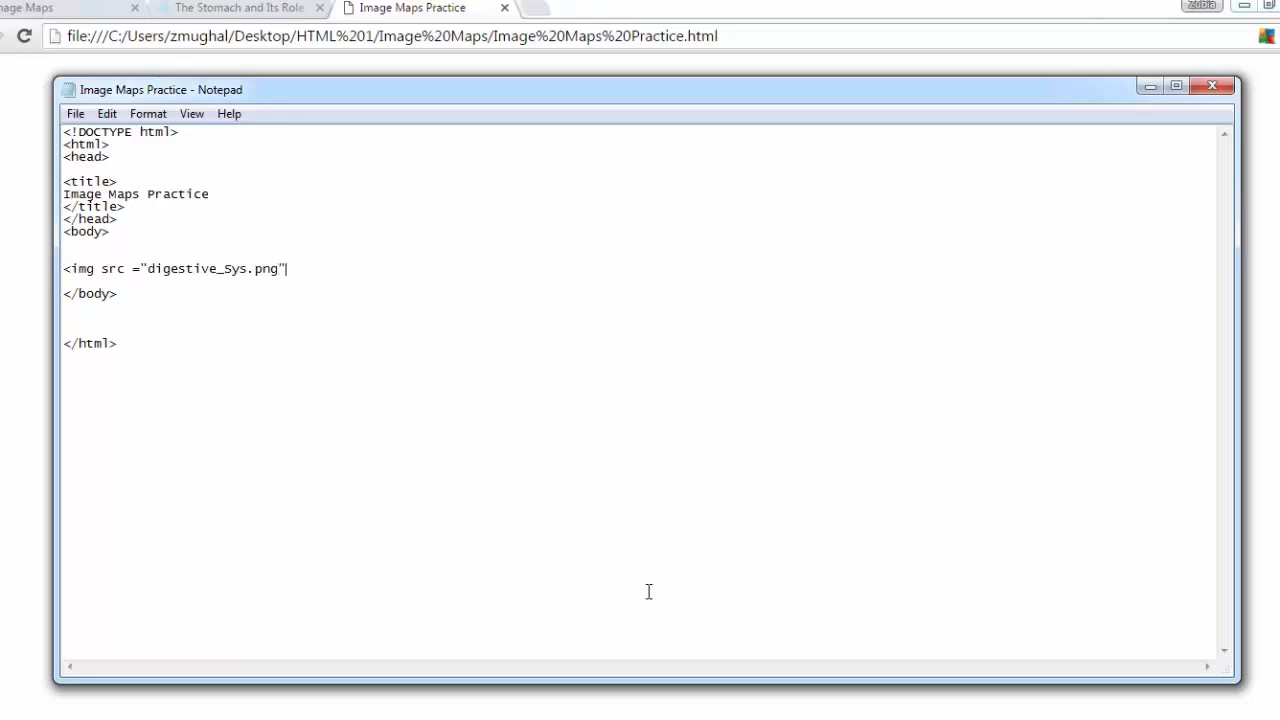 mage Maps
The Stomach and Its Role
Image Maps Practice
Zubia
file:///C:/Users/zmughal/Desktop/HTML%201/Image%20Maps/Image%20Maps%20Practice.html
Image Maps Practice - Notepad
File Edit Format View Help
<!DOCTYPE html>
<html>
<head>
<title>
Image Maps Practice
</title>
</head>
<body>
<img src ="digestive_Sys.png"
</body>
</html>